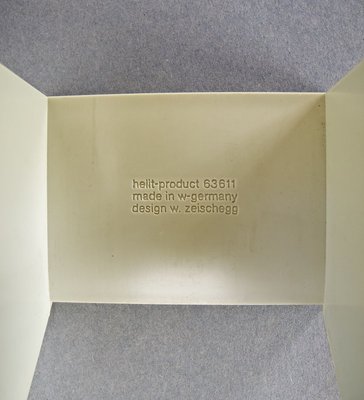 helit-product 63611
made in w-germany
design w. zeischegg